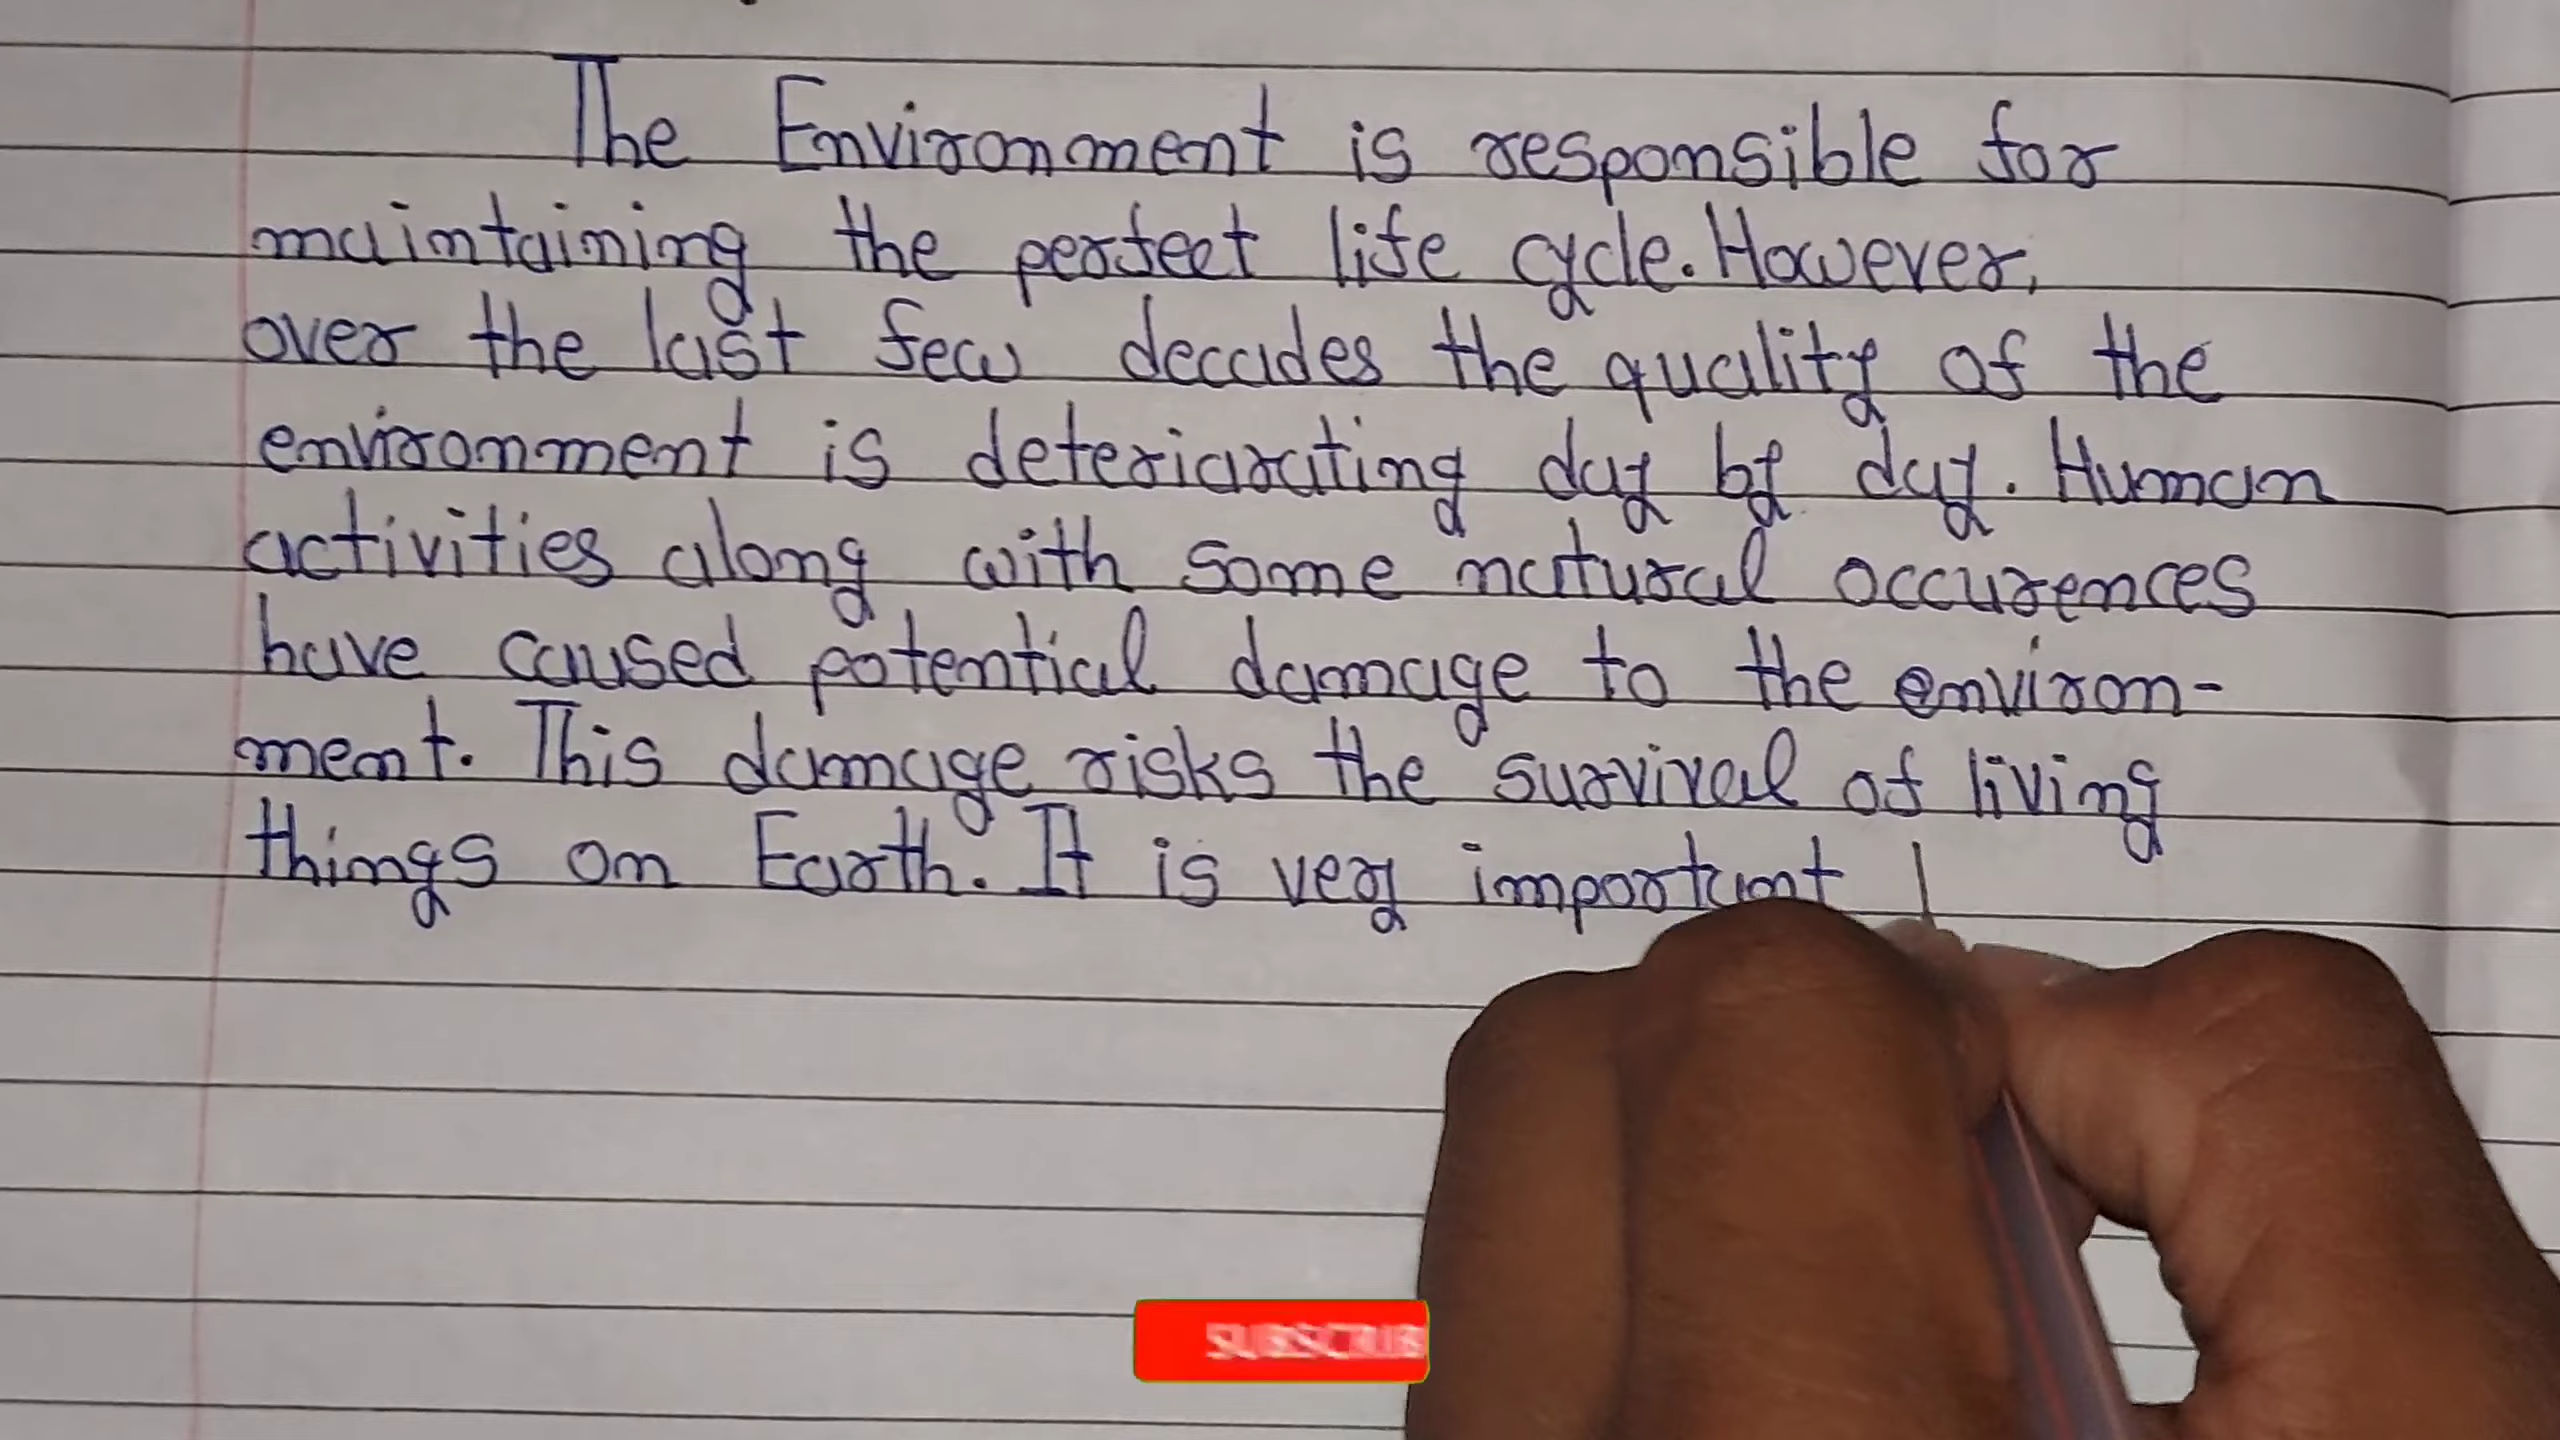 The Environment is responsible for
maintaining the perfect life cycle. However,
over the last few decades the quality of the
environment is deteriarating day by day. Human
activities along with some natural occurences
have caused potential damage to the environ-
ment. This damage risks the survival of living
things on Earth. It is very important
SUBSCRIB